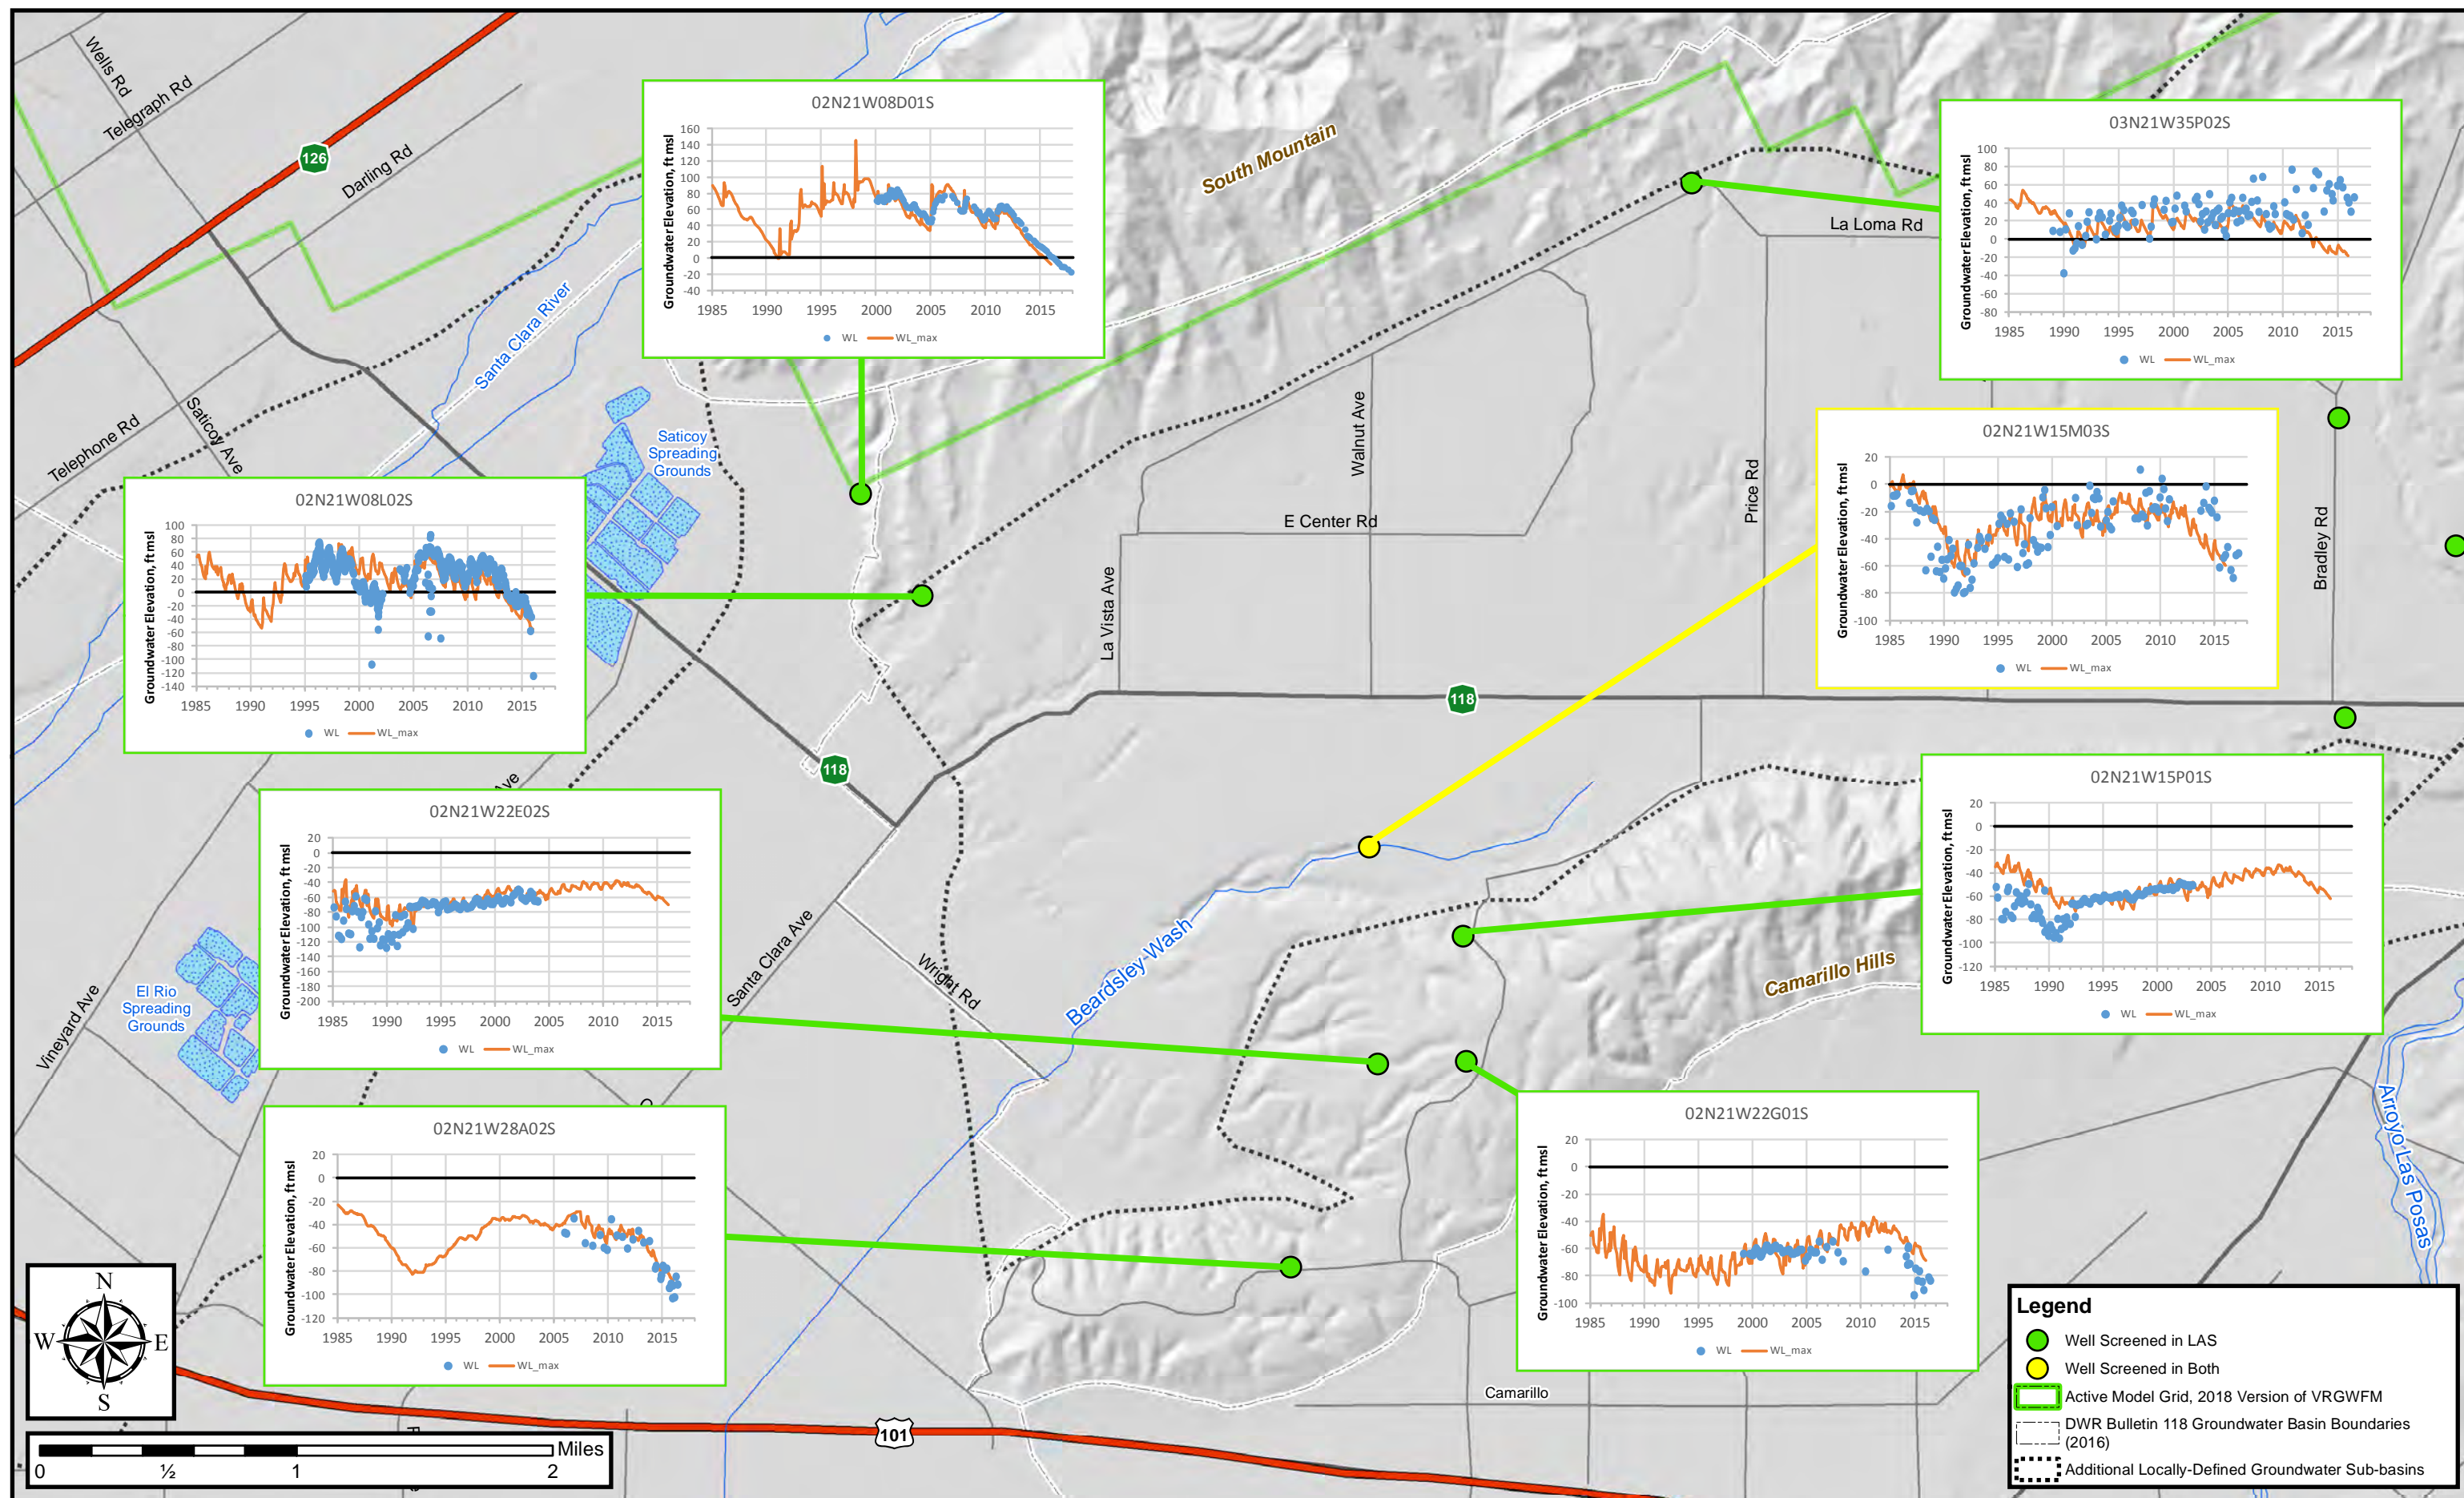 Wells Rd
Telegraph Rd
126
Darling Rd
South Mountain
Santa Clara River
Telephone Rd
Saticoy Ave
Saticoy
Spreading
Grounds
La Loma Rd
Walnut Ave
Price Rd
E Center Rd
La Vista Ave
Bradley Rd
118
118
Ave
Santa Clara Ave
Wright Rd
Beardsley Wash
Camarillo Hills
El Rio
Spreading
Grounds
Vineyard Ave
Arroyo Las Posas
Camarillo
101
02N21W08D01S
Groundwater Elevation, ft msl
160
140
120
100
80
60
40
20
0
-20
-40
1985 1990 1995 2000 2005 2010 2015
WL WL_max
03N21W35P02S
Groundwater Elevation, ft msl
100
80
60
40
20
0
-20
-40
-60
-80
1985 1990 1995 2000 2005 2010 2015
WL WL_max
02N21W15M03S
Groundwater Elevation, ft msl
20
0
-20
-40
-60
-80
-100
1985 1990 1995 2000 2005 2010 2015
WL WL_max
02N21W08L02S
Groundwater Elevation, ft msl
100
80
60
40
20
0
-20
-40
-60
-80
-100
-120
-140
1985 1990 1995 2000 2005 2010 2015
WL WL_max
02N21W15P01S
Groundwater Elevation, ft msl
20
0
-20
-40
-60
-80
-100
-120
1985 1990 1995 2000 2005 2010 2015
WL WL_max
02N21W22E02S
Groundwater Elevation, ft msl
20
0
-20
-40
-60
-80
-100
-120
-140
-160
-180
-200
1985 1990 1995 2000 2005 2010 2015
WL WL_max
02N21W28A02S
Groundwater Elevation, ft msl
20
0
-20
-40
-60
-80
-100
-120
1985 1990 1995 2000 2005 2010 2015
WL WL_max
02N21W22G01S
Groundwater Elevation, ft msl
20
0
-20
-40
-60
-80
-100
1985 1990 1995 2000 2005 2010 2015
WL WL_max
N
W E
S
Miles
0 ½ 1 2
Legend
Well Screened in LAS
Well Screened in Both
Active Model Grid, 2018 Version of VRGWFM
DWR Bulletin 118 Groundwater Basin Boundaries
(2016)
Additional Locally-Defined Groundwater Sub-basins